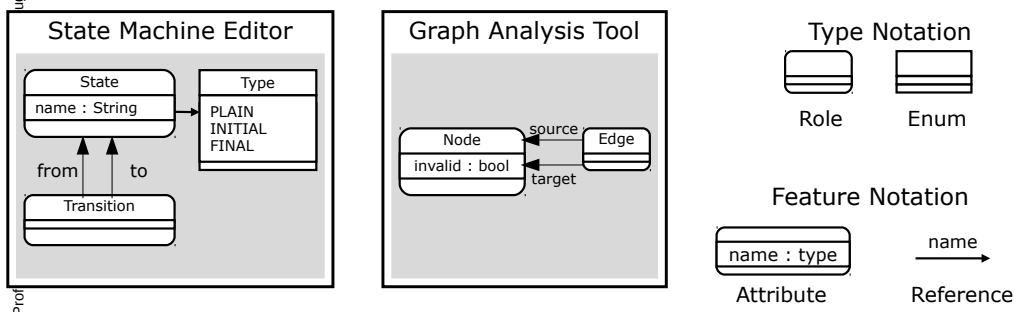 State Machine Editor
State
name : String
Type
PLAIN
INITIAL
FINAL
from
to
Transition
Graph Analysis Tool
Node
invalid : bool
source
target
Edge
Type Notation
Role
Enum
Feature Notation
name : type
Attribute
name
Reference
Prof